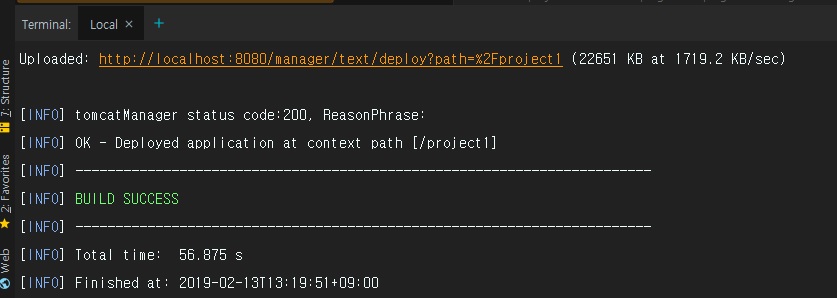 Terminal: Local × +
Uploaded: http://localhost:8080/manager/text/deploy?path=%2Fproject1 (22651 KB at 1719.2 KB/sec)
[INFO] tomcatManager status code:200, ReasonPhrase:
[INFO] OK - Deployed application at context path [/project1]
[INFO] ------------------------------------------------------------------------
[INFO] BUILD SUCCESS
[INFO] ------------------------------------------------------------------------
[INFO] Total time:  56.875 s
[INFO] Finished at: 2019-02-13T13:19:51+09:00
7: Structure
2: Favorites
Web